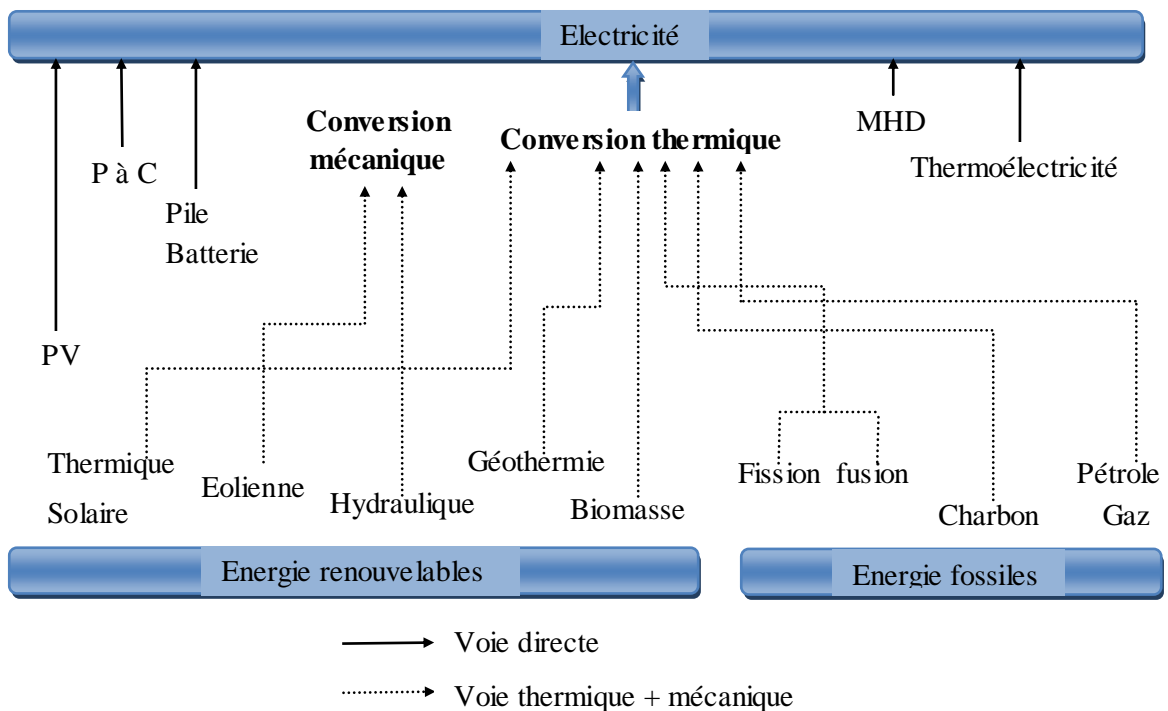 Electricité
Conversion
mécanique
Conversion thermique
MHD
P à C
Thermoélectricité
Pile
Batterie
PV
Thermique
Solaire
Eolienne
Hydraulique
Géothermie
Biomasse
Fission fusion
Charbon
Pétrole
Gaz
Energie renouvelables
Energie fossiles
Voie directe
Voie thermique + mécanique